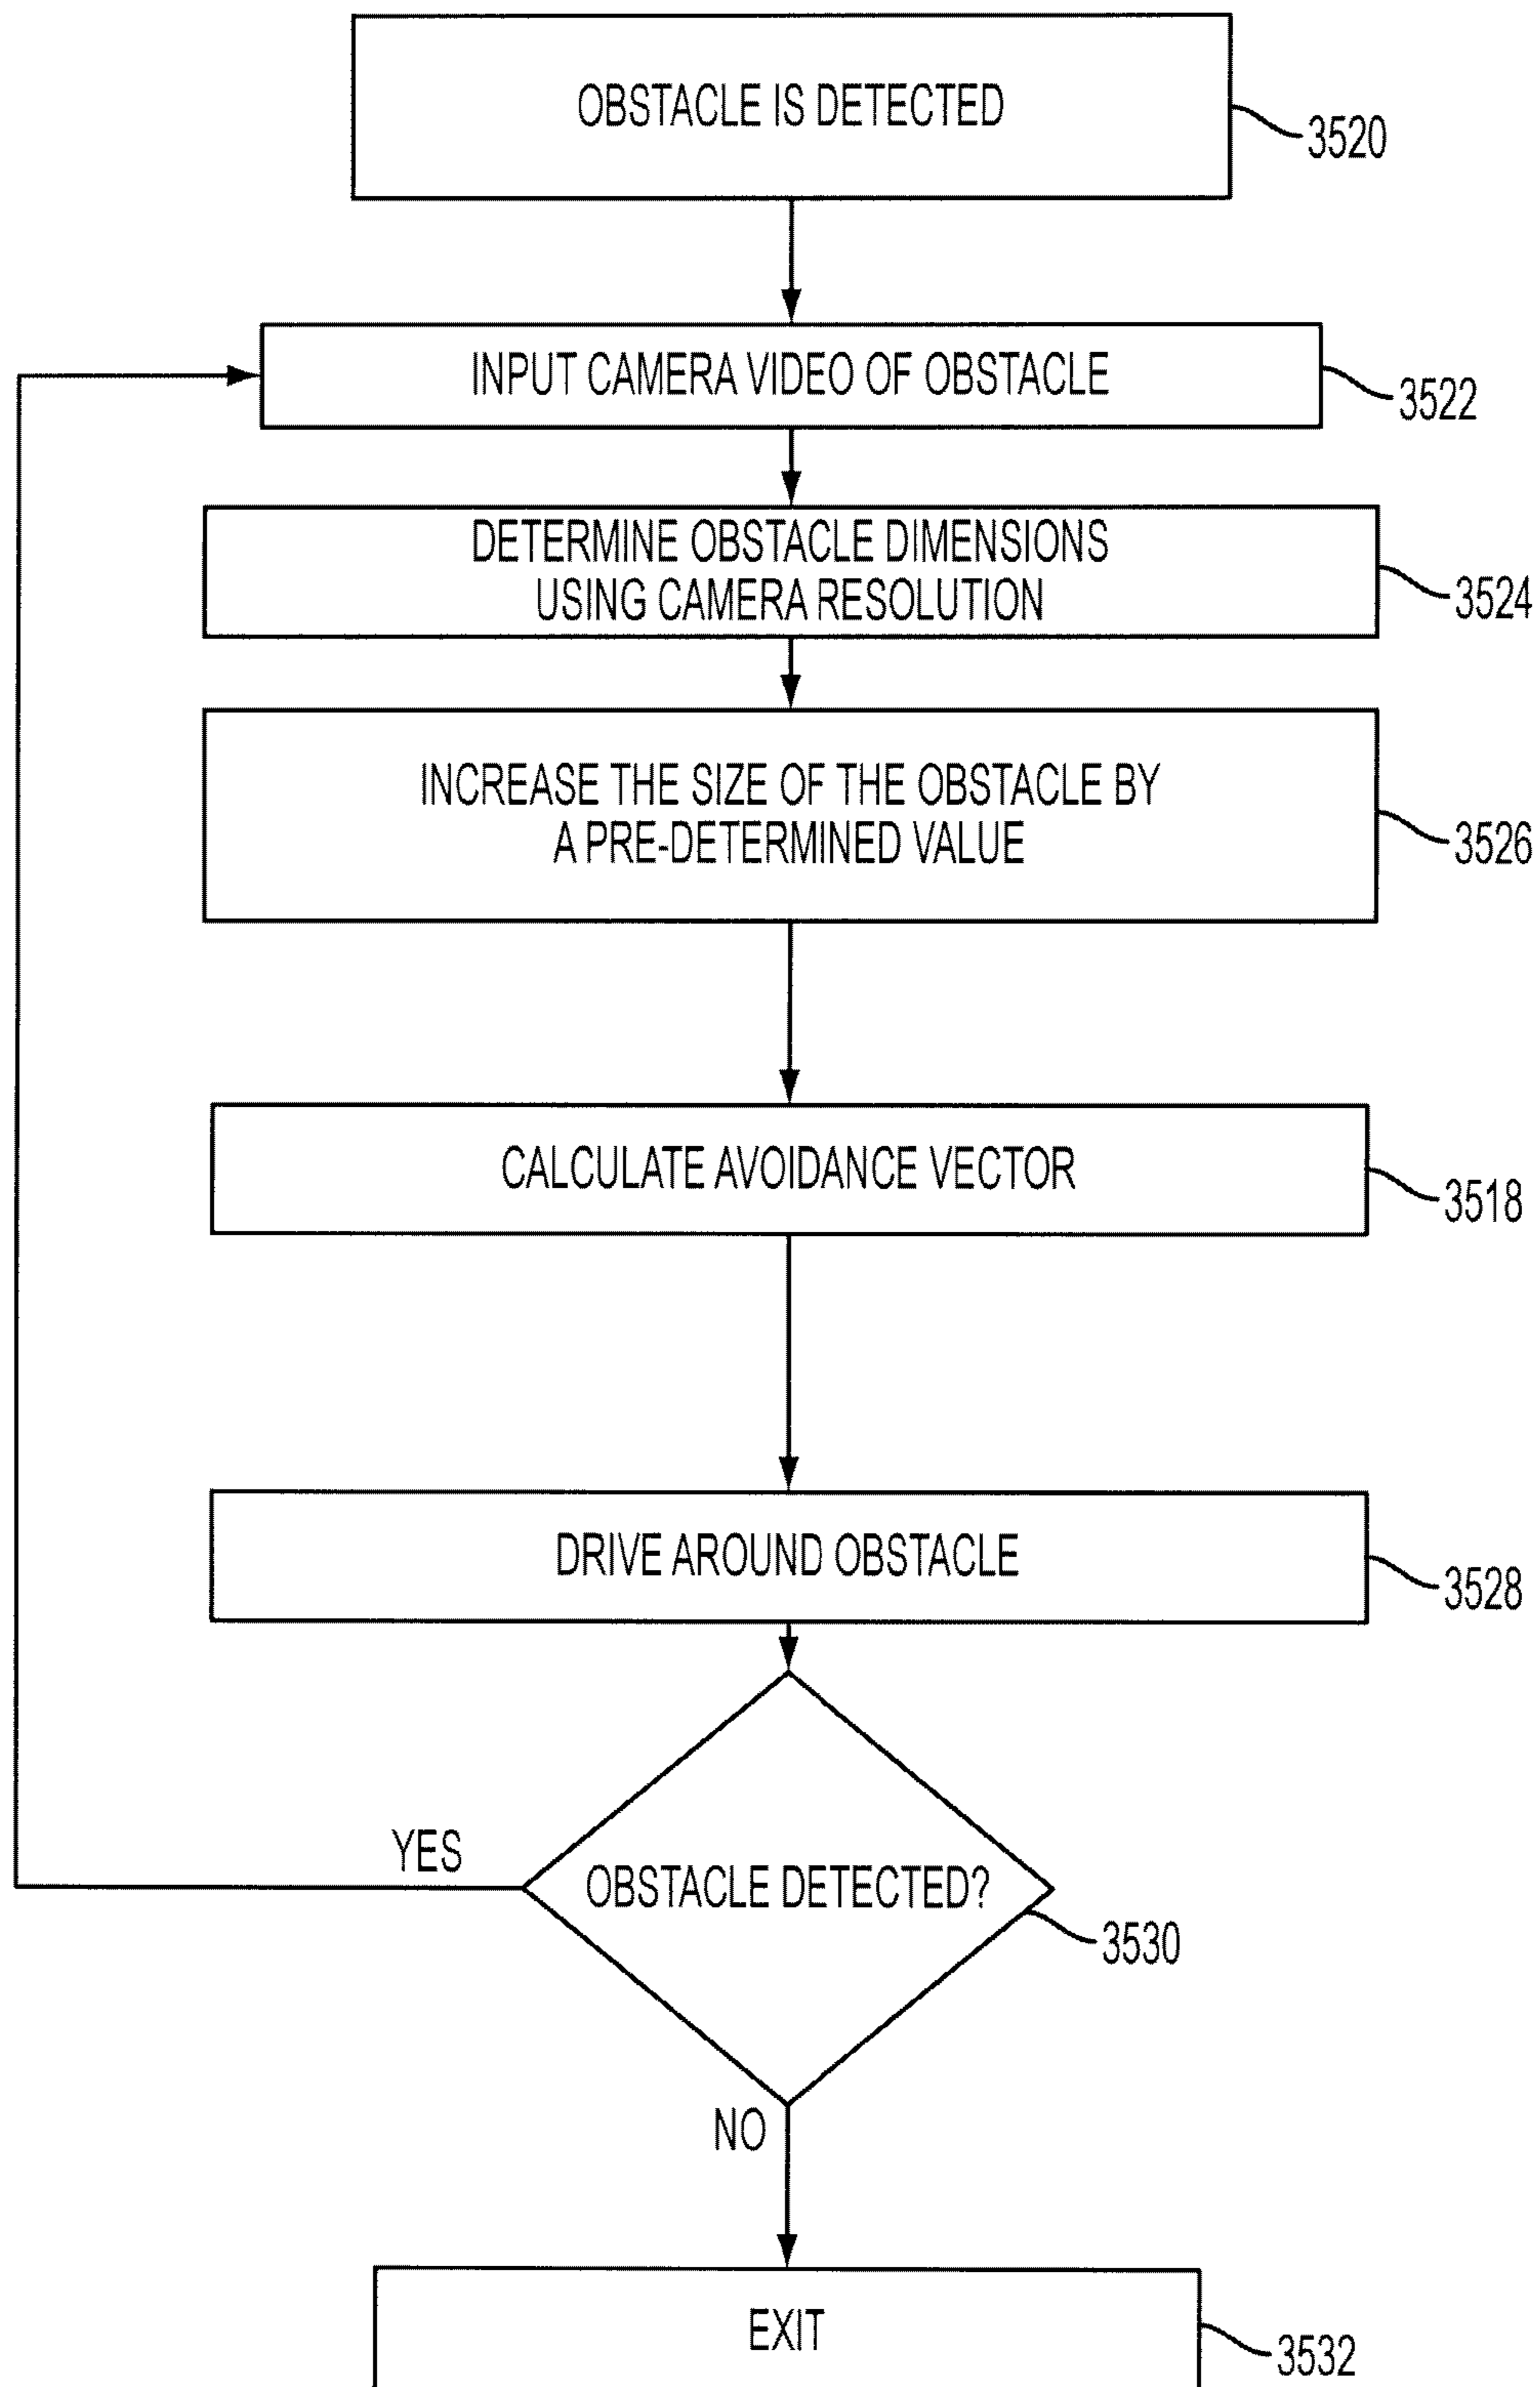 OBSTACLE IS DETECTED
3520
INPUT CAMERA VIDEO OF OBSTACLE
3522
DETERMINE OBSTACLE DIMENSIONS
USING CAMERA RESOLUTION
3524
INCREASE THE SIZE OF THE OBSTACLE BY
A PRE-DETERMINED VALUE
3526
CALCULATE AVOIDANCE VECTOR
3518
DRIVE AROUND OBSTACLE
3528
YES
OBSTACLE DETECTED?
3530
NO
EXIT
3532